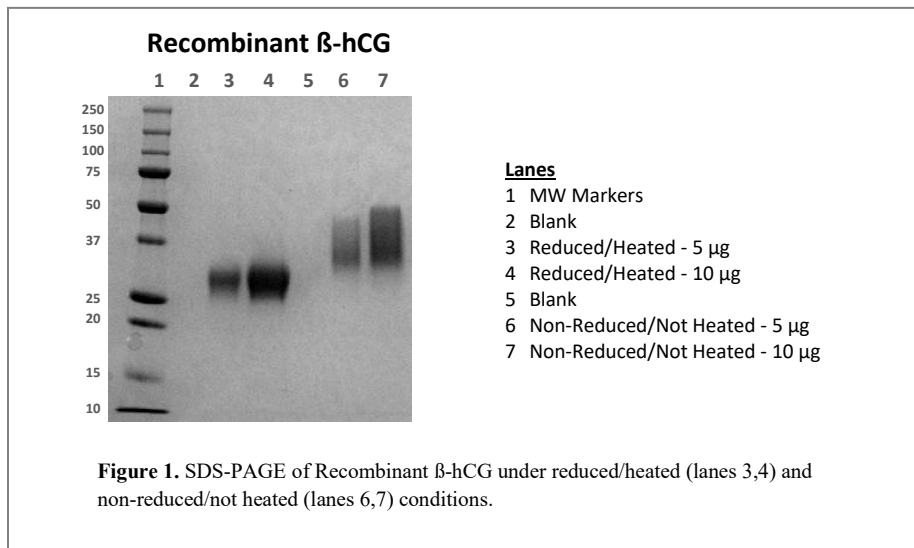 Recombinant ß-hCG
1 2 3 4 5 6 7
250
150
100
75
50
37
25
20
15
10
Lanes
1 MW Markers
2 Blank
3 Reduced/Heated - 5 µg
4 Reduced/Heated - 10 µg
5 Blank
6 Non-Reduced/Not Heated - 5 µg
7 Non-Reduced/Not Heated - 10 µg
Figure 1. SDS-PAGE of Recombinant ß-hCG under reduced/heated (lanes 3,4) and
non-reduced/not heated (lanes 6,7) conditions.